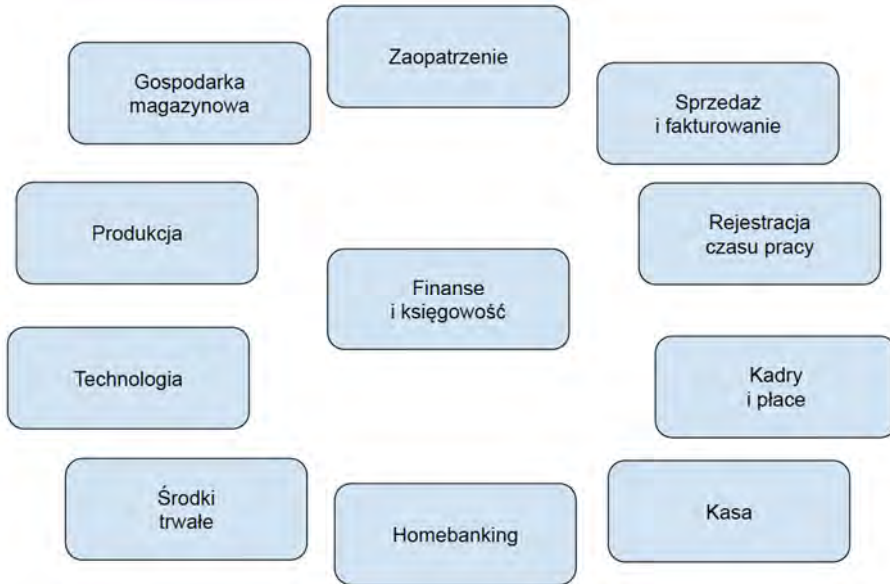 Zaopatrzenie
Gospodarka
magazynowa
Sprzedaż
i fakturowanie
Produkcja
Rejestracja
czasu pracy
Finanse
i księgowość
Technologia
Kadry
i płace
Środki
trwałe
Homebanking
Kasa